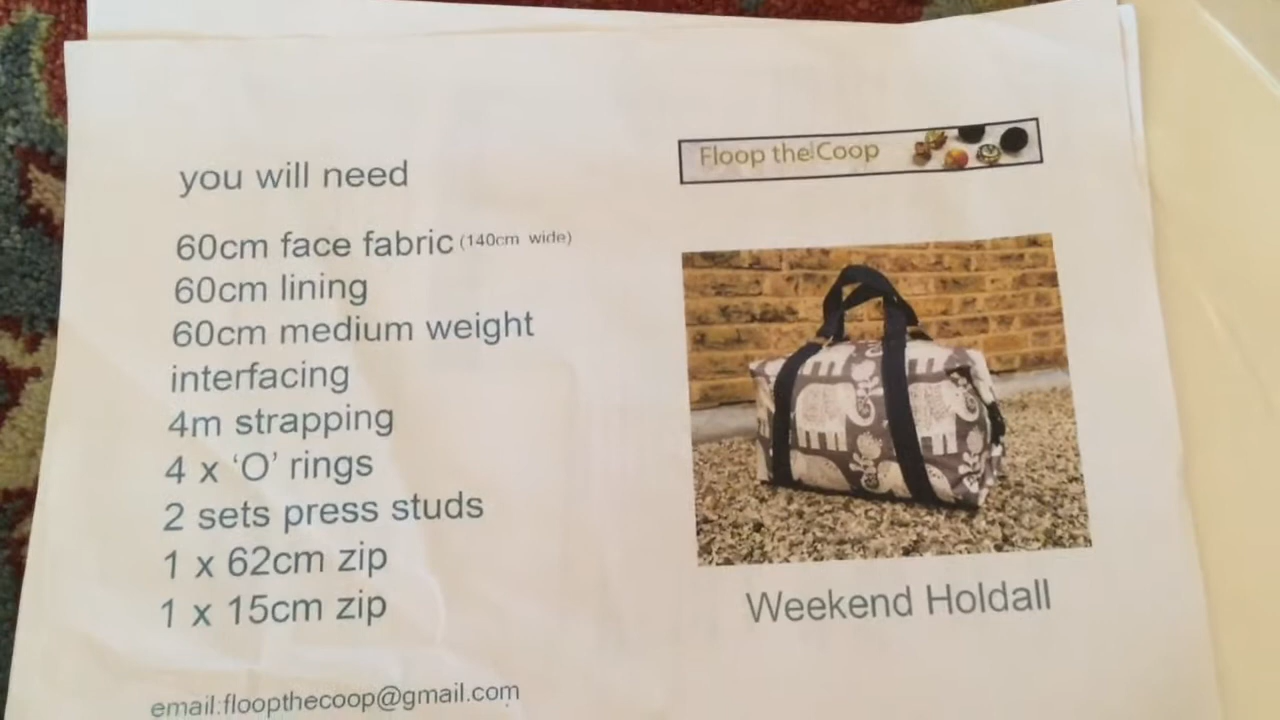 Floop the Coop
you will need
60cm face fabric (140cm wide)
60cm lining
60cm medium weight
interfacing
4m strapping
4 x ‘O’ rings
2 sets press studs
1 x 62cm zip
1 x 15cm zip
Weekend Holdall
email:floopthecoop@gmail.com